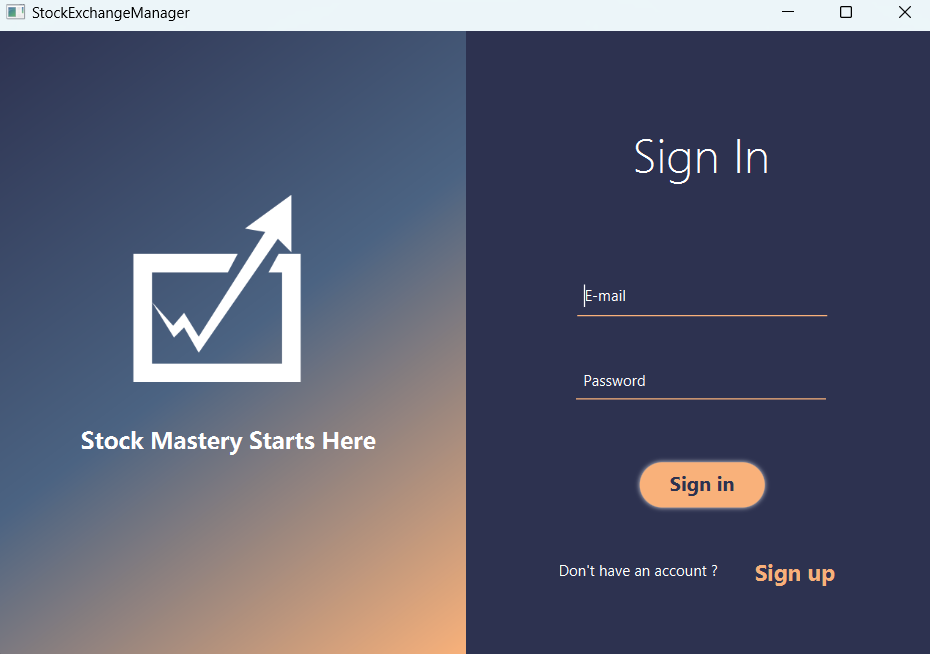 StockExchangeManager
Stock Mastery Starts Here
Sign In
E-mail
Password
Sign in
Don't have an account ? Sign up